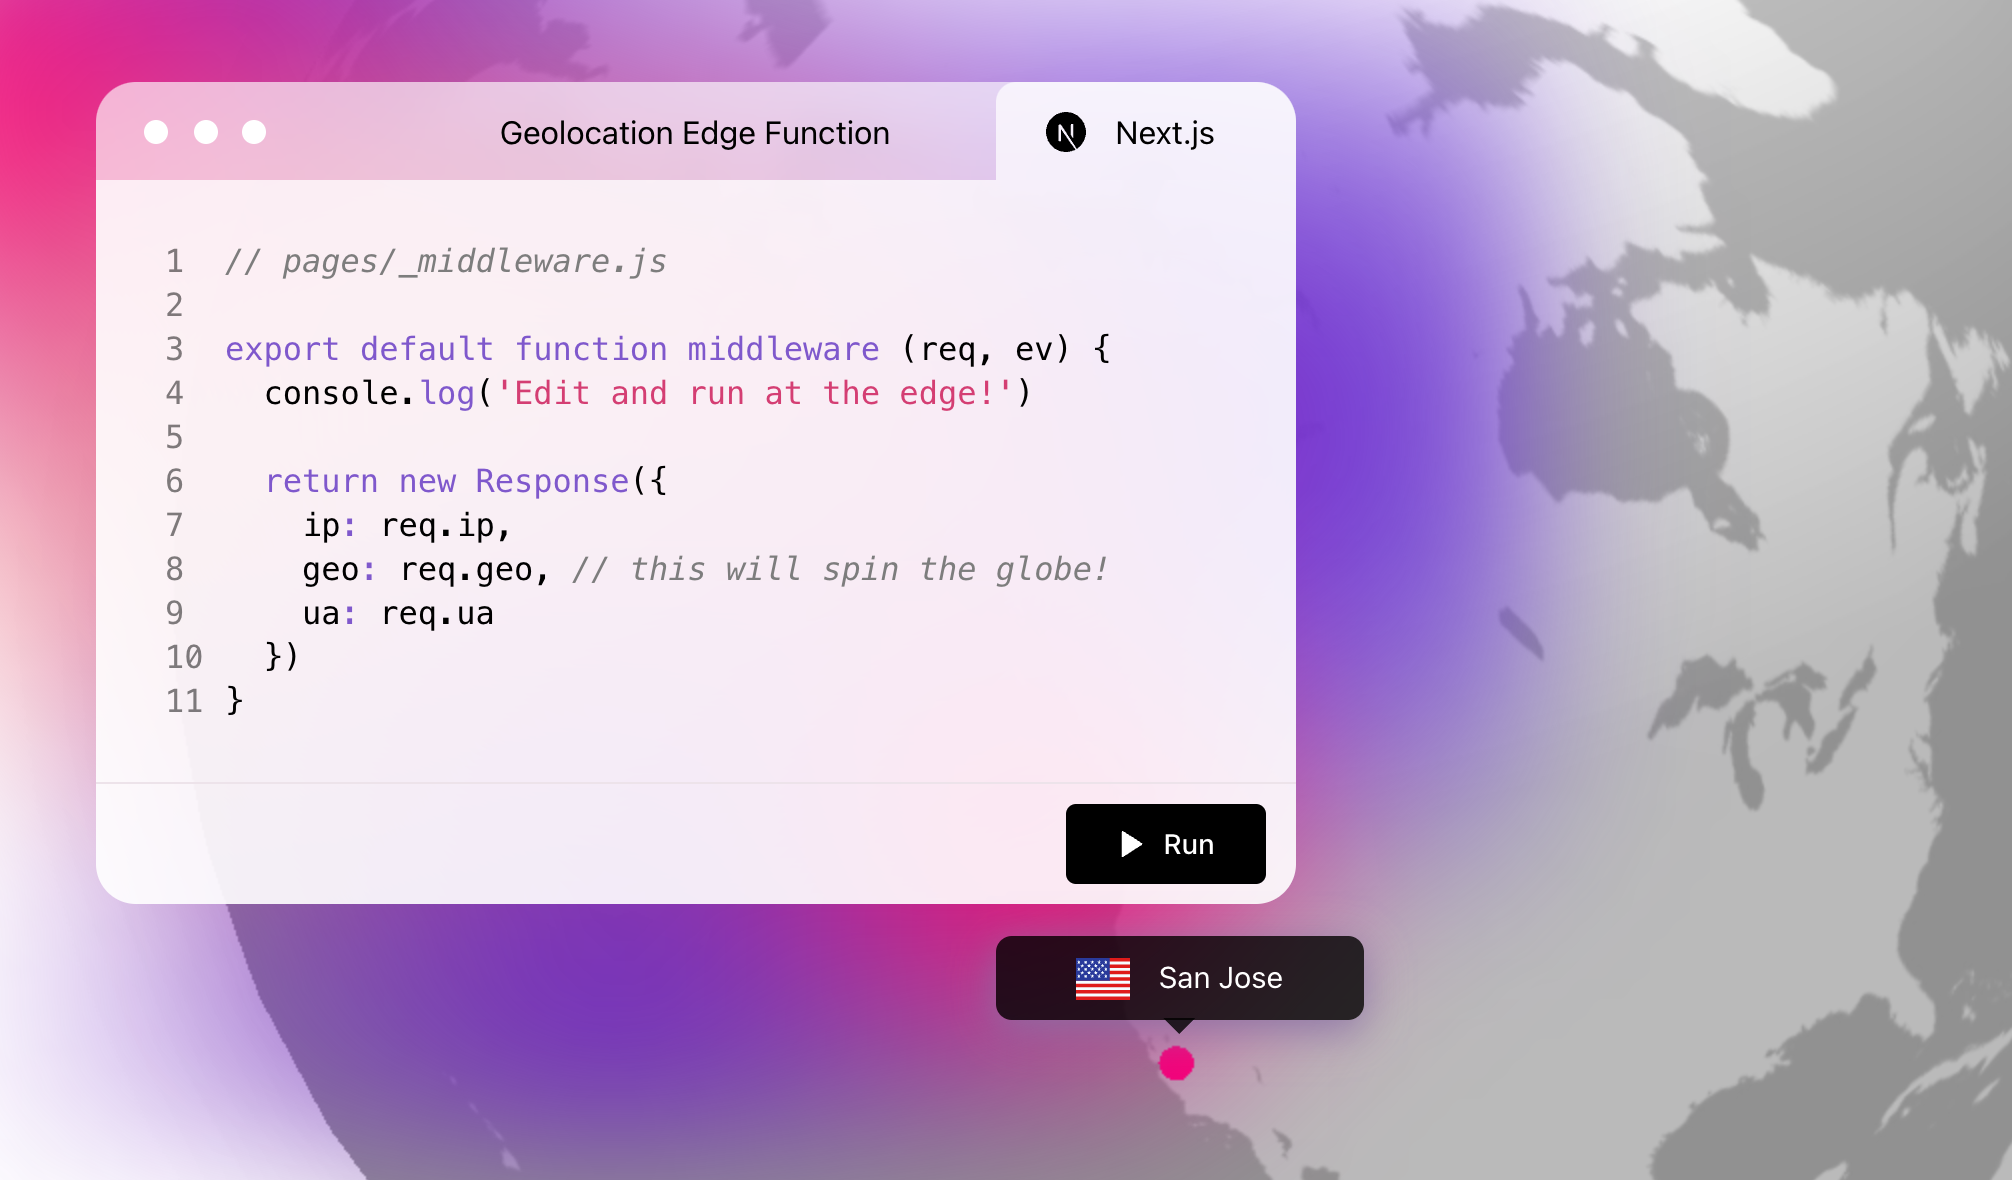 Geolocation Edge Function
N Next.js
1 // pages/_middleware.js
2
3 export default function middleware (req, ev) {
4   console.log('Edit and run at the edge!')
5
6   return new Response({
7     ip: req.ip,
8     geo: req.geo, // this will spin the globe!
9     ua: req.ua
10   })
11 }
Run
San Jose